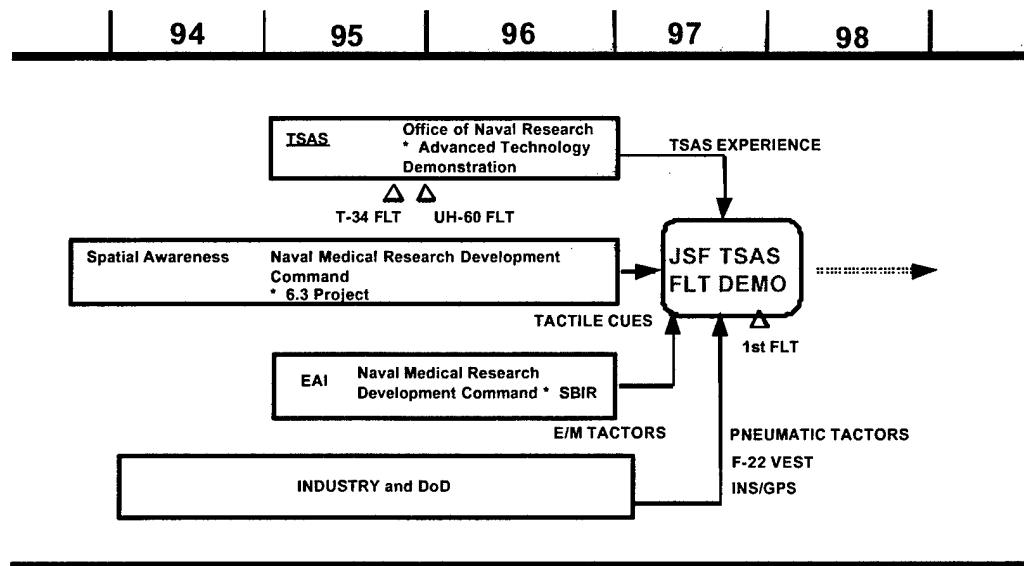 94 95 96 97 98
TSAS Office of Naval Research
* Advanced Technology
Demonstration
TSAS EXPERIENCE
T-34 FLT UH-60 FLT
Spatial Awareness Naval Medical Research Development
Command
* 6.3 Project
JSF TSAS
FLT DEMO
TACTILE CUES
1st FLT
EAI Naval Medical Research
Development Command * SBIR
E/M TACTORS
PNEUMATIC TACTORS
F-22 VEST
INS/GPS
INDUSTRY and DoD